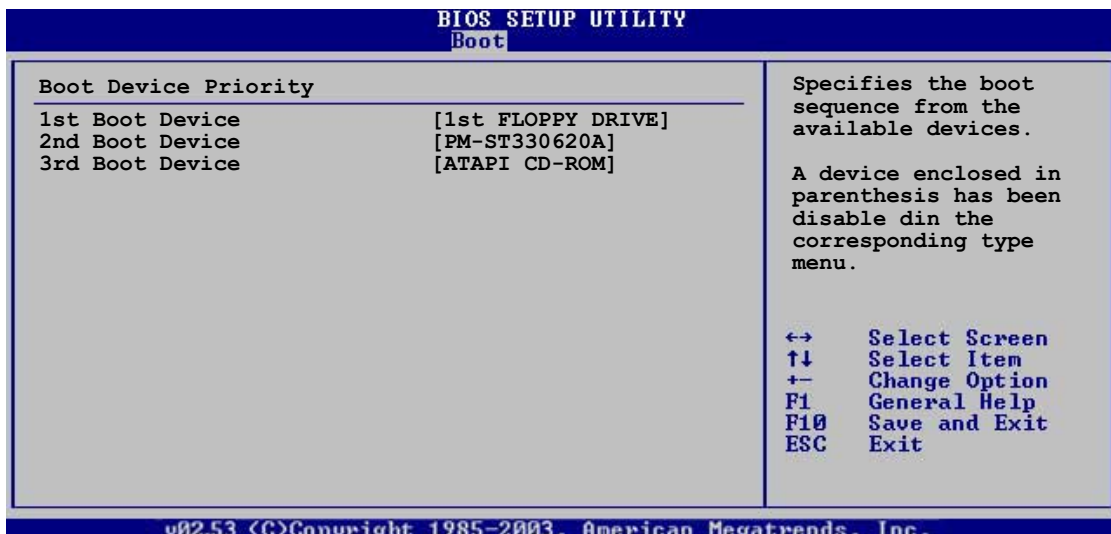 BIOS SETUP UTILITY
Boot
Boot Device Priority
1st Boot Device [1st FLOPPY DRIVE]
2nd Boot Device [PM-ST330620A]
3rd Boot Device [ATAPI CD-ROM]
Specifies the boot
sequence from the
available devices.
A device enclosed in
parenthesis has been
disable din the
corresponding type
menu.
←→ Select Screen
↑↓ Select Item
+- Change Option
F1 General Help
F10 Save and Exit
ESC Exit
v02.53 (C)Copyright 1985-2003, American Megatrends, Inc.